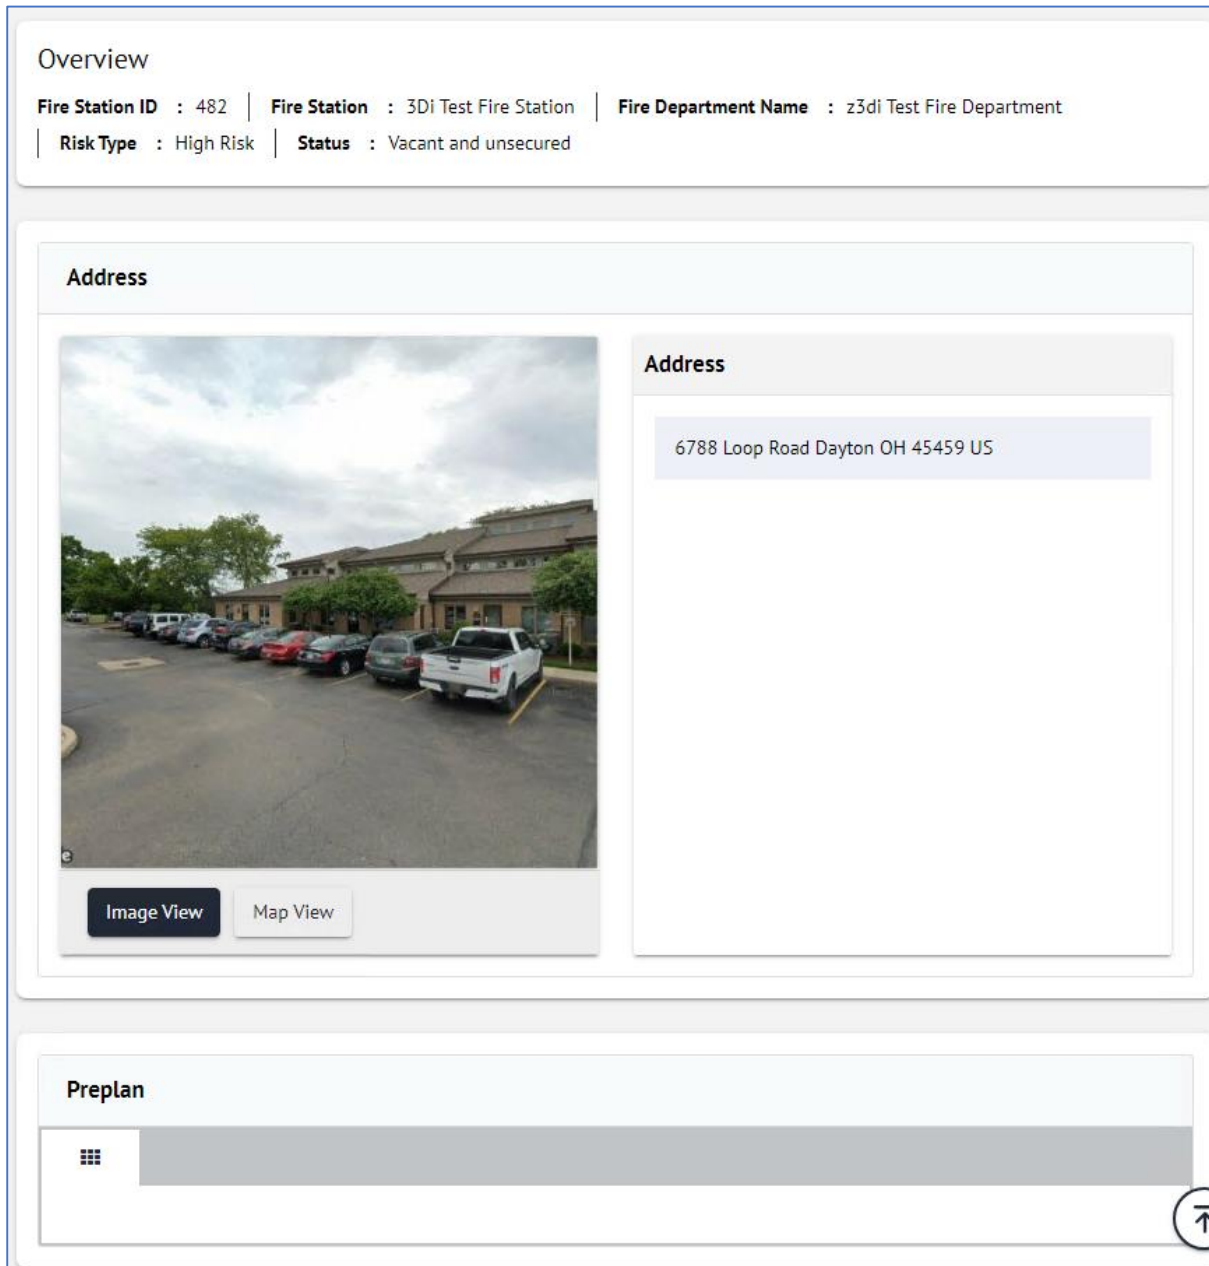 Overview
Fire Station ID : 482 Fire Station : 3Di Test Fire Station Fire Department Name : z3di Test Fire Department
Risk Type : High Risk Status : Vacant and unsecured
Address
Address
6788 Loop Road Dayton OH 45459 US
e
Image View Map View
Preplan